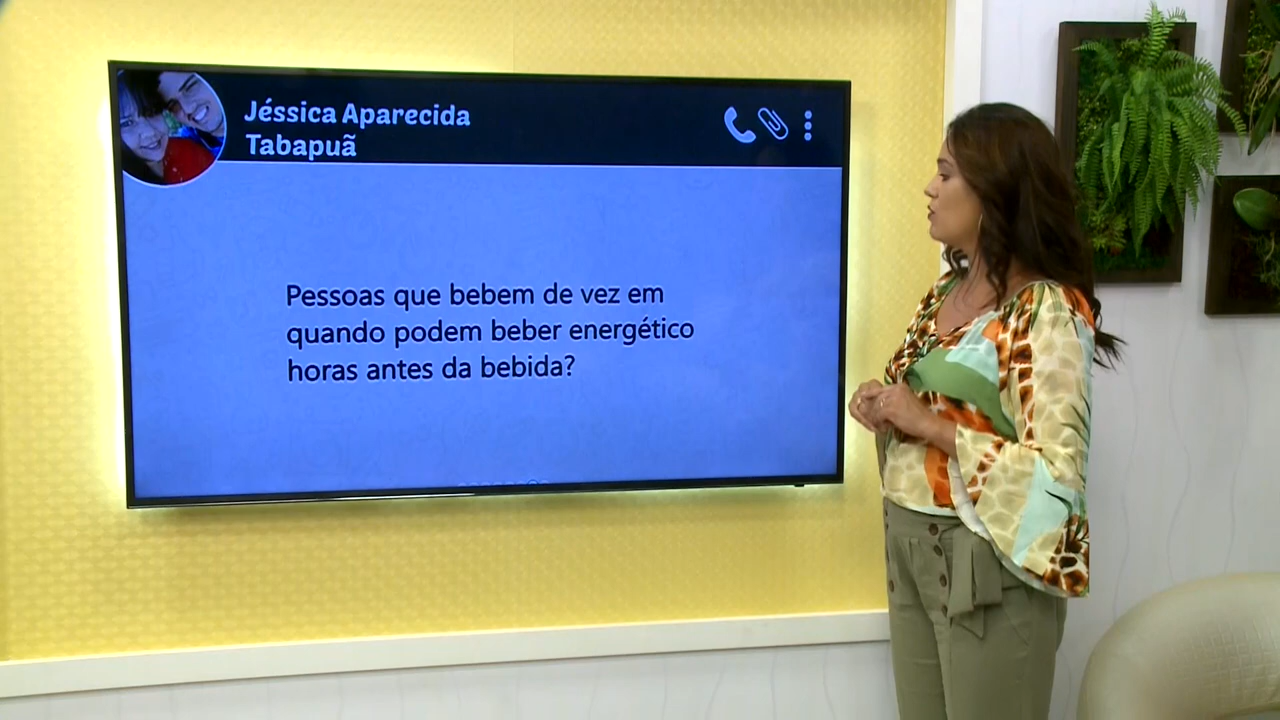 Jéssica Aparecida
Tabapuã
Pessoas que bebem de vez em
quando podem beber energético
horas antes da bebida?